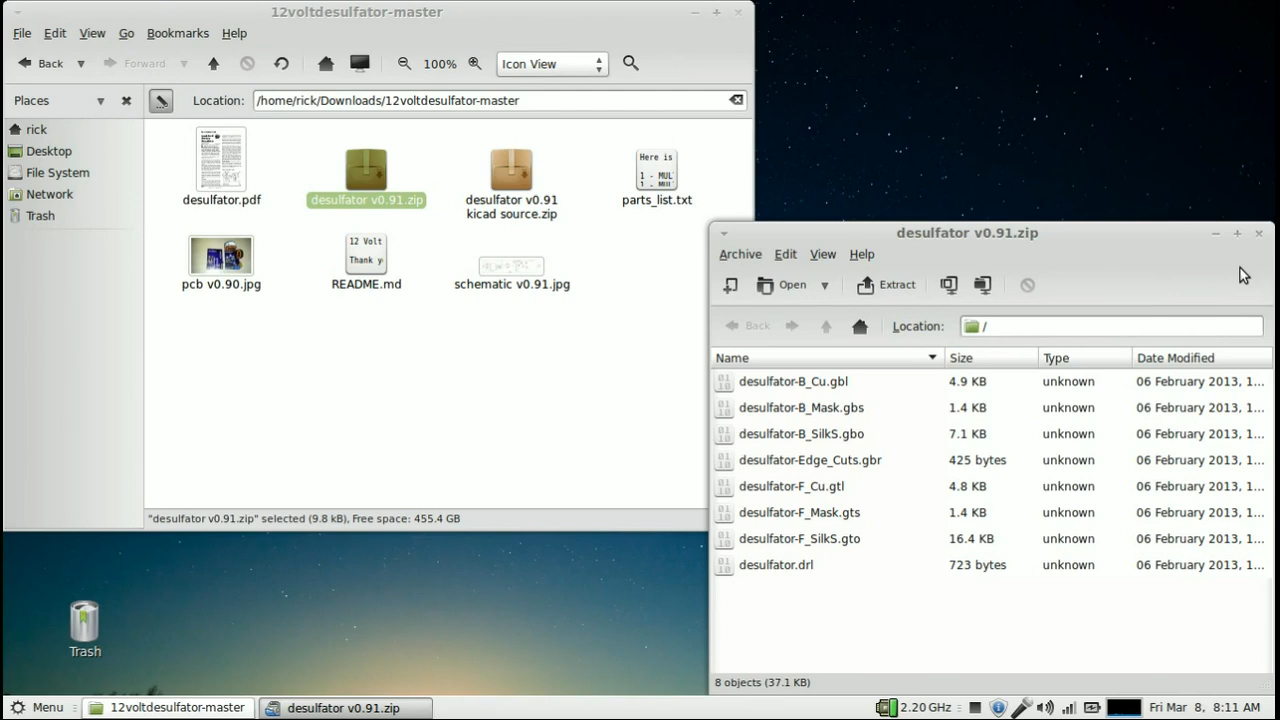 12voltdesulfator-master
File Edit View Go Bookmarks Help
Back Forward 100% Icon View
Places Location: /home/rick/Downloads/12voltdesulfator-master
rick
Desktop
File System
Network
Trash
desulfator.pdf
desulfator v0.91.zip
desulfator v0.91
kicad source.zip
Here is
1 - MUL
1 - MUL
parts_list.txt
pcb v0.90.jpg
12 Volt
Thank y
README.md
schematic v0.91.jpg
"desulfator v0.91.zip" selected (9.8 kB), Free space: 455.4 GB
desulfator v0.91.zip
Archive Edit View Help
Open Extract
Back Location: /
Name Size Type Date Modified
desulfator-B_Cu.gbl 4.9 KB unknown 06 February 2013, 1...
desulfator-B_Mask.gbs 1.4 KB unknown 06 February 2013, 1...
desulfator-B_SilkS.gbo 7.1 KB unknown 06 February 2013, 1...
desulfator-Edge_Cuts.gbr 425 bytes unknown 06 February 2013, 1...
desulfator-F_Cu.gtl 4.8 KB unknown 06 February 2013, 1...
desulfator-F_Mask.gts 1.4 KB unknown 06 February 2013, 1...
desulfator-F_SilkS.gto 16.4 KB unknown 06 February 2013, 1...
desulfator.drl 723 bytes unknown 06 February 2013, 1...
8 objects (37.1 KB)
Trash
Menu 12voltdesulfator-master desulfator v0.91.zip 2.20 GHz Fri Mar 8, 8:11 AM